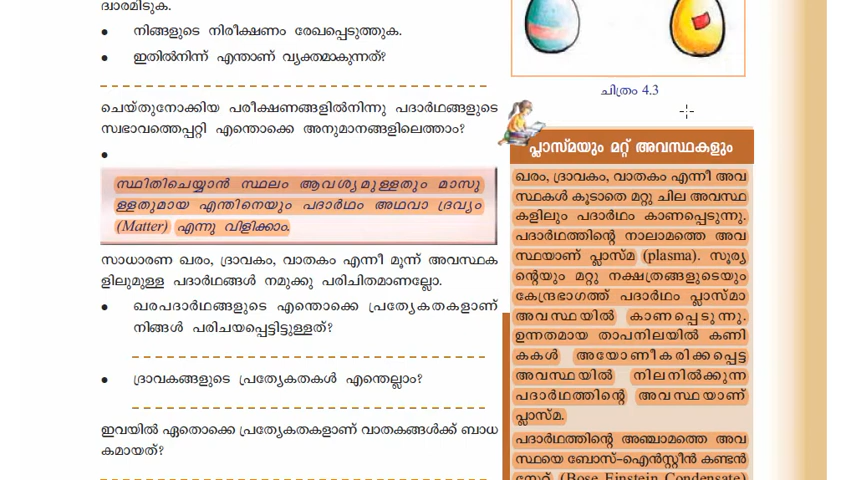 ദ്വാരമിടുക.
● നിങ്ങളുടെ നിരീക്ഷണം രേഖപ്പെടുത്തുക.
● ഇതിൽനിന്ന് എന്താണ് വ്യക്തമാകുന്നത്?
ചെയ്തുനോക്കിയ പരീക്ഷണങ്ങളിൽനിന്നു പദാർഥങ്ങളുടെ
സ്വഭാവത്തെപ്പറ്റി എന്തൊക്കെ അനുമാനങ്ങളിലെത്താം?
●
സ്ഥിതിചെയ്യാൻ സ്ഥലം ആവശ്യമുള്ളതും മാസു
ള്ളതുമായ എന്തിനെയും പദാർഥം അഥവാ ദ്രവ്യം
(Matter) എന്നു വിളിക്കാം.
സാധാരണ ഖരം, ദ്രാവകം, വാതകം എന്നീ മൂന്ന് അവസ്ഥക
ളിലുമുള്ള പദാർഥങ്ങൾ നമുക്കു പരിചിതമാണല്ലോ.
● ഖരപദാർഥങ്ങളുടെ എന്തൊക്കെ പ്രത്യേകതകളാണ്
നിങ്ങൾ പരിചയപ്പെട്ടിട്ടുള്ളത്?
● ദ്രാവകങ്ങളുടെ പ്രത്യേകതകൾ എന്തെല്ലാം?
ഇവയിൽ ഏതൊക്കെ പ്രത്യേകതകളാണ് വാതകങ്ങൾക്ക് ബാധ
കമായത്?
ചിത്രം 4.3
പ്ലാസ്മയും മറ്റ് അവസ്ഥകളും
ഖരം, ദ്രാവകം, വാതകം എന്നീ അവ
സ്ഥകൾ കൂടാതെ മറ്റു ചില അവസ്ഥ
കളിലും പദാർഥം കാണപ്പെടുന്നു.
പദാർഥത്തിന്റെ നാലാമത്തെ അവ
സ്ഥയാണ് പ്ലാസ്മ (plasma). സൂര്യ
ന്റെയും മറ്റു നക്ഷത്രങ്ങളുടെയും
കേന്ദ്രഭാഗത്ത് പദാർഥം പ്ലാസ്മാ
അവസ്ഥയിൽ കാണപ്പെടുന്നു.
ഉന്നതമായ താപനിലയിൽ കണി
കകൾ അയോണീകരിക്കപ്പെട്ട
അവസ്ഥയിൽ നിലനിൽക്കുന്ന
പദാർഥത്തിന്റെ അവസ്ഥയാണ്
പ്ലാസ്മ.
പദാർഥത്തിന്റെ അഞ്ചാമത്തെ അവ
സ്ഥയെ ബോസ്-ഐൻസ്റ്റീൻ കണ്ടൻ
സേറ്റ് (Bose Einstein Condensate)